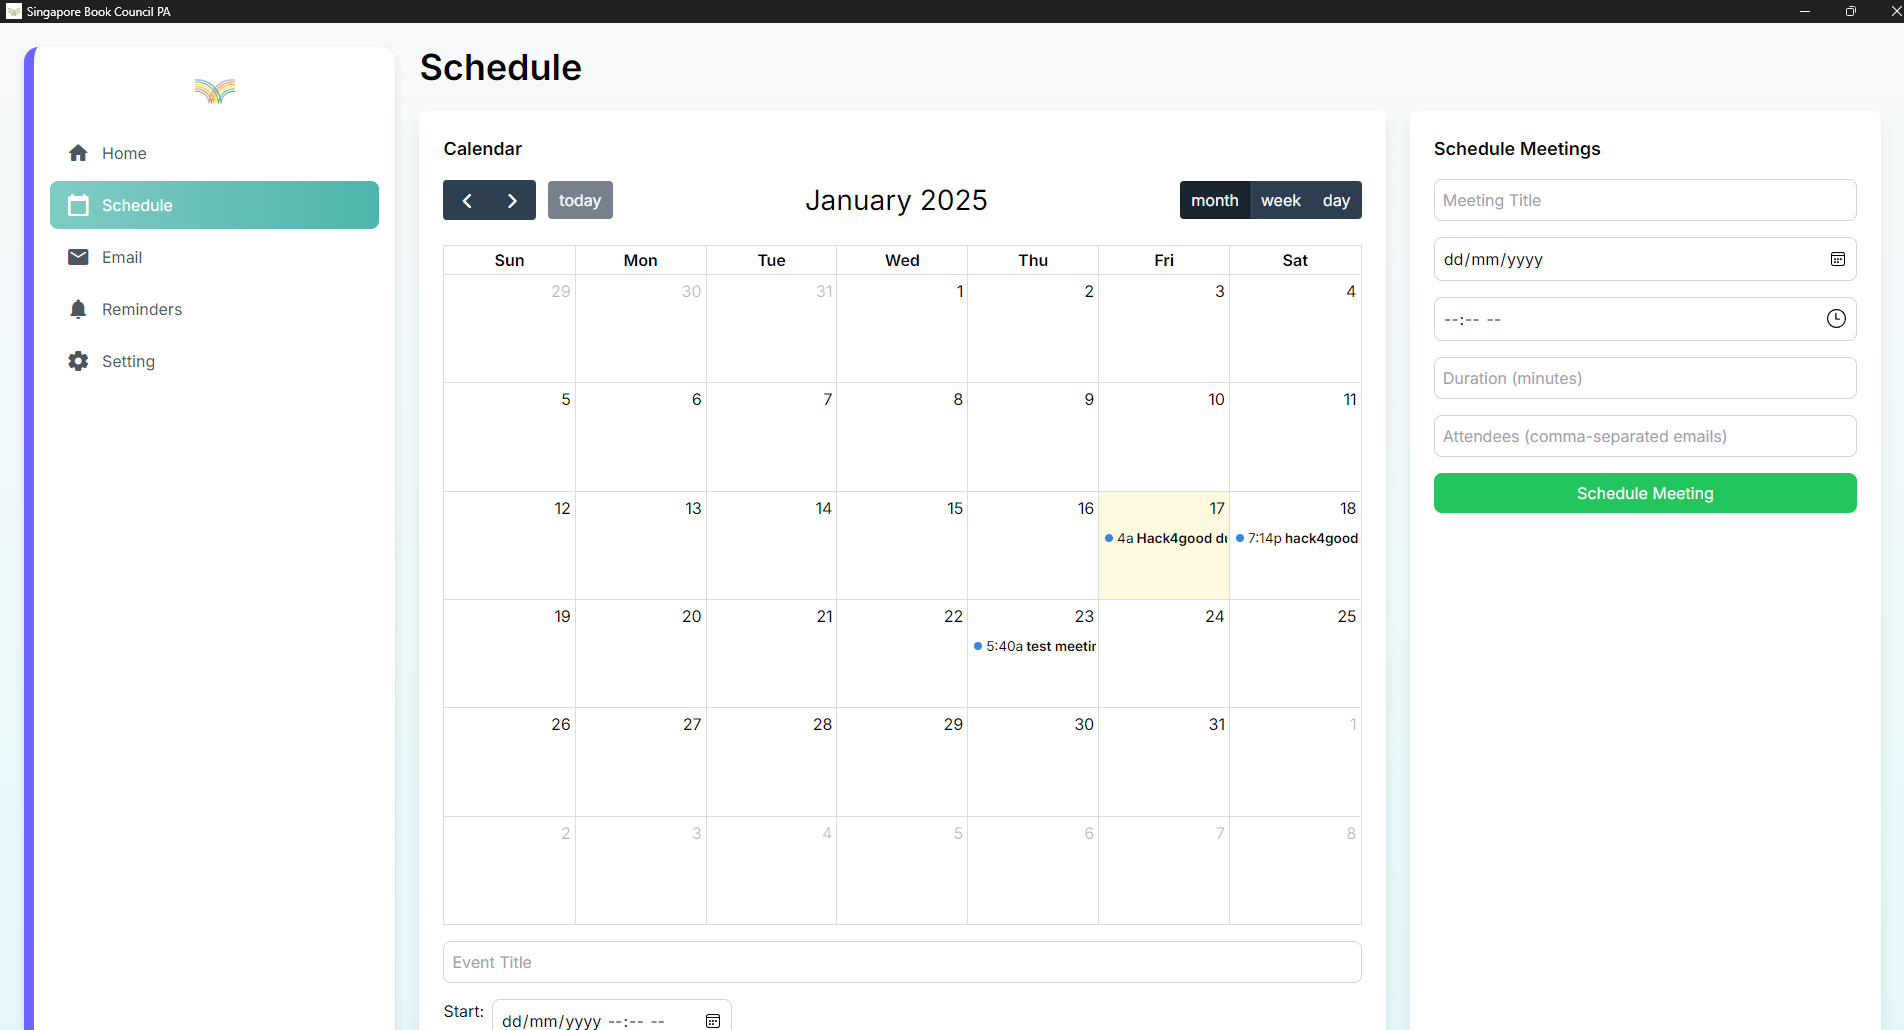 Singapore Book Council PA
Home
Schedule
Email
Reminders
Setting
Schedule
Calendar
today
January 2025
month week day
Sun Mon Tue Wed Thu Fri Sat
29 30 31 1 2 3 4
5 6 7 8 9 10 11
12 13 14 15 16 17 18
4a Hack4good du
7:14p hack4good
19 20 21 22 23 24 25
5:40a test meetin
26 27 28 29 30 31 1
2 3 4 5 6 7 8
Event Title
Start: dd/mm/yyyy --:-- --
Schedule Meetings
Meeting Title
dd/mm/yyyy
--:-- --
Duration (minutes)
Attendees (comma-separated emails)
Schedule Meeting